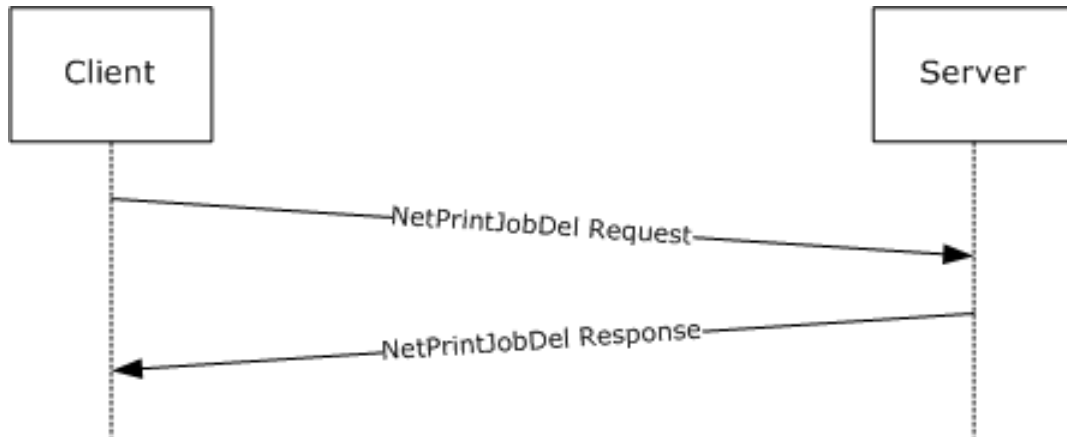 Client
Server
NetPrintJobDel Request
NetPrintJobDel Response